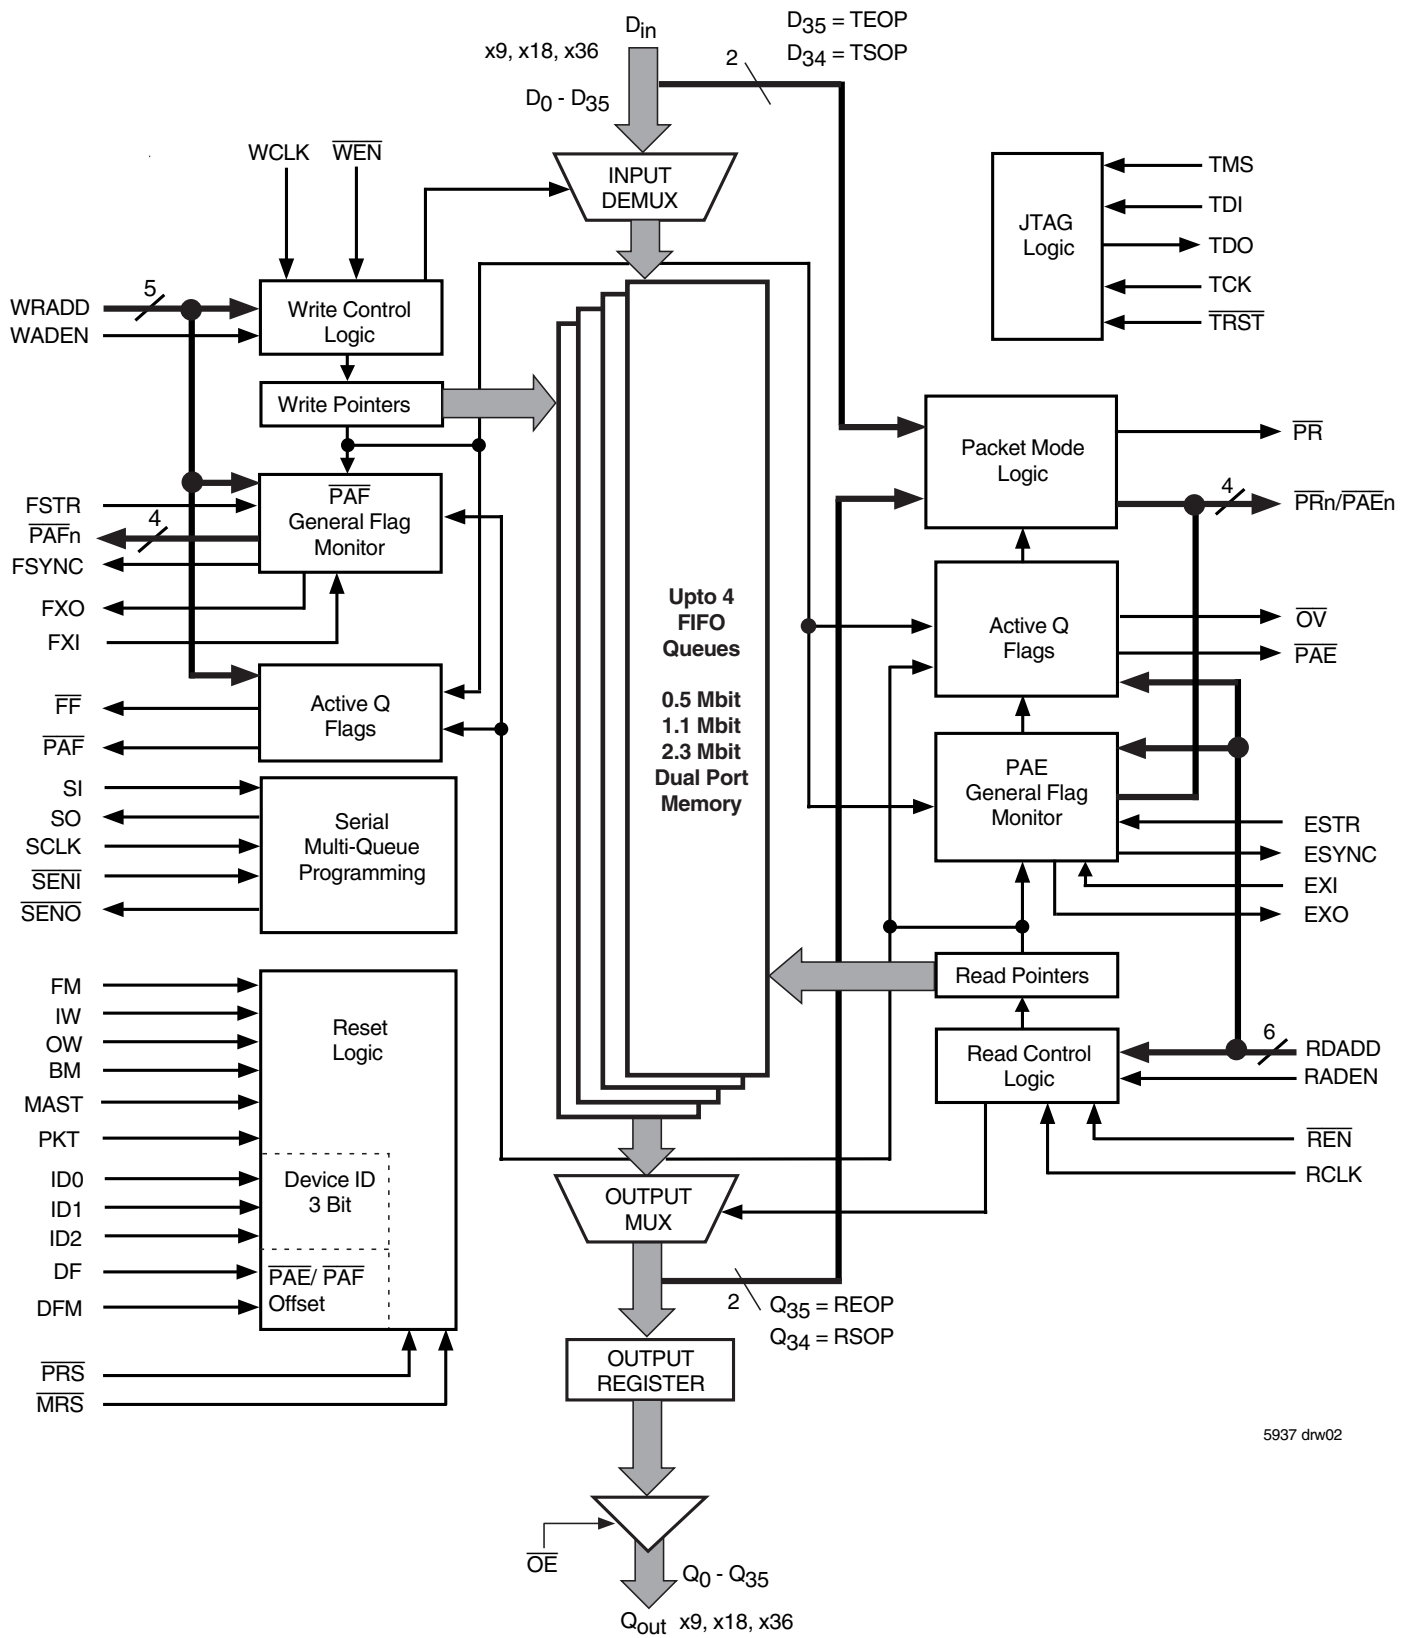 Din
x9, x18, x36
D0 - D35
D35 = TEOP
D34 = TSOP
2
WCLK
WEN
INPUT
DEMUX
JTAG
Logic
TMS
TDI
TDO
TCK
TRST
WRADD
5
WADEN
Write Control
Logic
Write Pointers
PAF
General Flag
Monitor
FSTR
PAFn
4
FSYNC
FXO
FXI
Active Q
Flags
FF
PAF
SI
SO
SCLK
SENI
SENO
Serial
Multi-Queue
Programming
Upto 4
FIFO
Queues
0.5 Mbit
1.1 Mbit
2.3 Mbit
Dual Port
Memory
Packet Mode
Logic
PR
4
PRn/PAEn
Active Q
Flags
OV
PAE
PAE
General Flag
Monitor
ESTR
ESYNC
EXI
EXO
Read Pointers
Read Control
Logic
6
RDADD
RADEN
REN
RCLK
FM
IW
OW
BM
MAST
PKT
ID0
ID1
ID2
DF
DFM
Reset
Logic
Device ID
3 Bit
PAE/ PAF
Offset
PRS
MRS
OUTPUT
MUX
2
Q35 = REOP
Q34 = RSOP
OUTPUT
REGISTER
OE
Q0 - Q35
Qout x9, x18, x36
5937 drw02